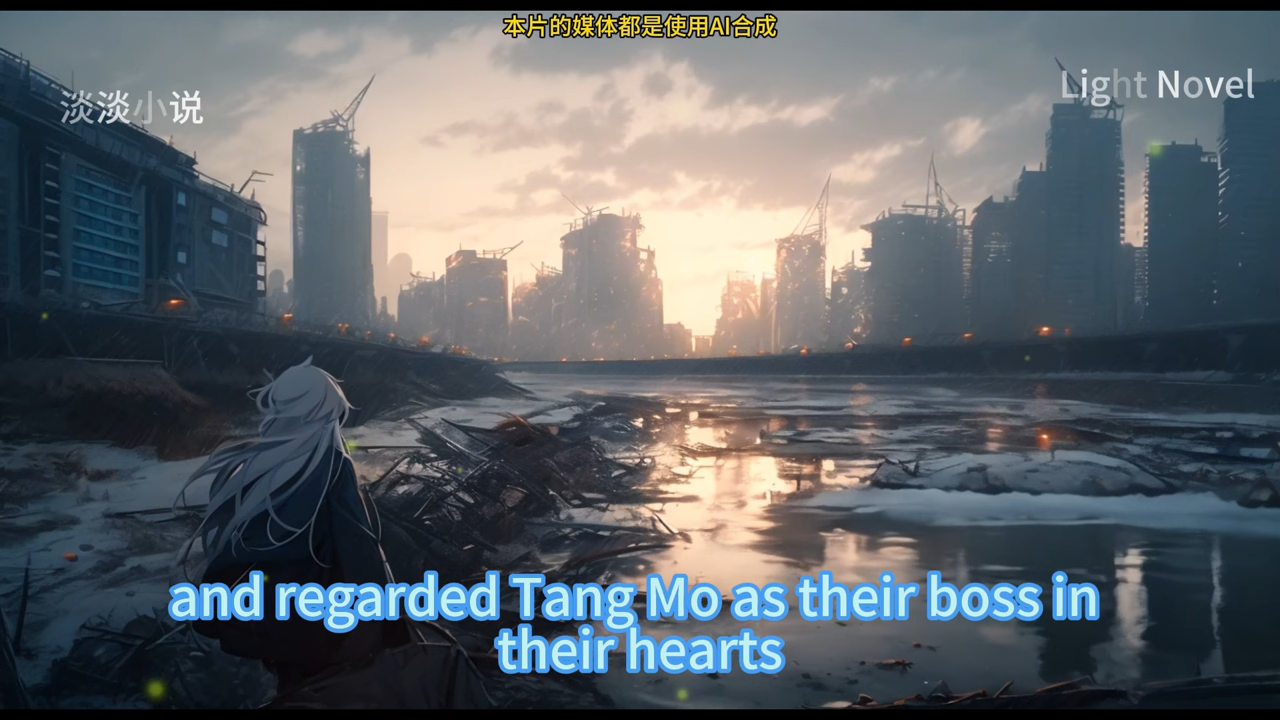 本片的媒体都是使用AI合成
淡淡小说
Light Novel
and regarded Tang Mo as their boss in
their hearts